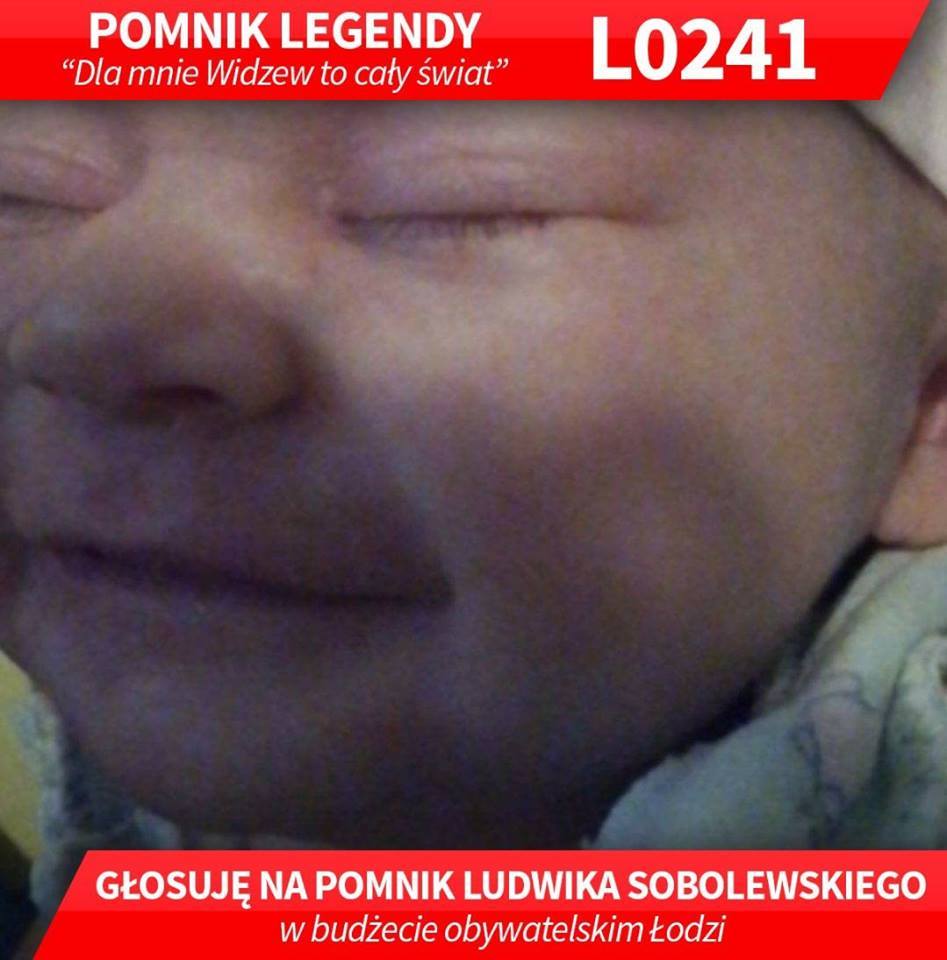 POMNIK LEGENDY
“Dla mnie Widzew to cały świat”
L0241
GŁOSUJĘ NA POMNIK LUDWIKA SOBOLEWSKIEGO
w budżecie obywatelskim Łodzi